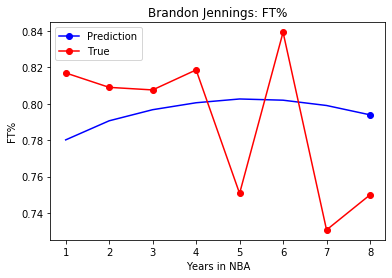 Brandon Jennings: FT%
Prediction
True
FT%
0.84
0.82
0.80
0.78
0.76
0.74
1 2 3 4 5 6 7 8
Years in NBA